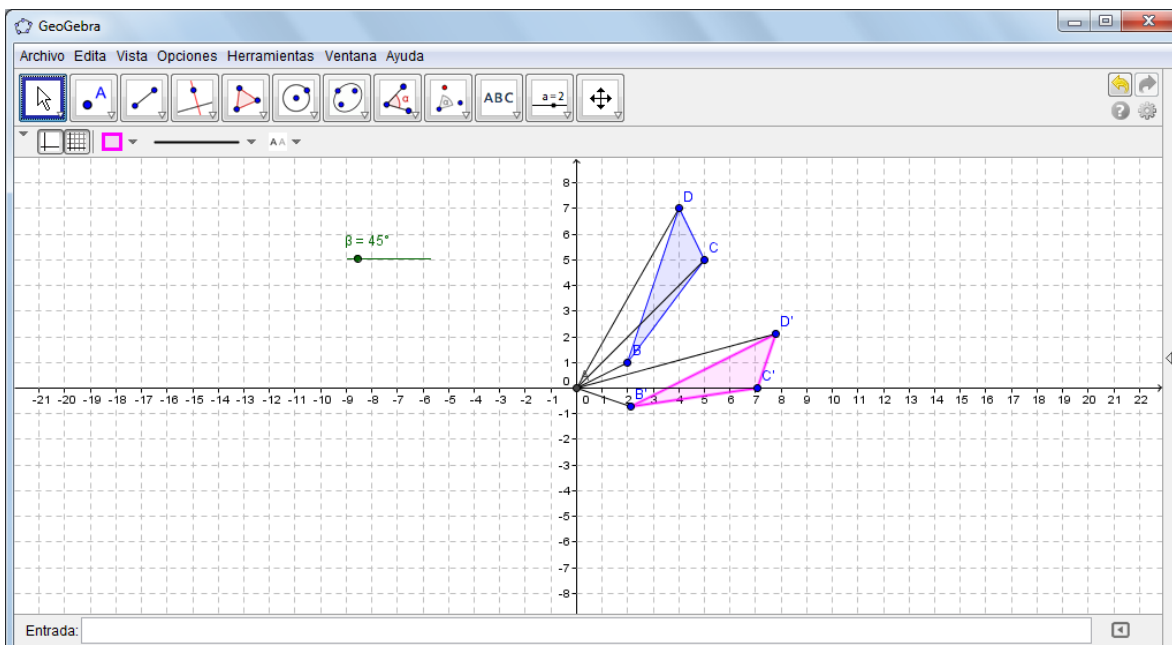 GeoGebra
Archivo Edita Vista Opciones Herramientas Ventana Ayuda
A α α ABC a=2
A A
β = 45°
8
7
6
5
4
3
2
1
0
D
C
B
A
D'
C'
B'
-21 -20 -19 -18 -17 -16 -15 -14 -13 -12 -11 -10 -9 -8 -7 -6 -5 -4 -3 -2 -1 0 1 2 3 4 5 6 7 8 9 10 11 12 13 14 15 16 17 18 19 20 21 22
-1
-2
-3
-4
-5
-6
-7
-8
Entrada: